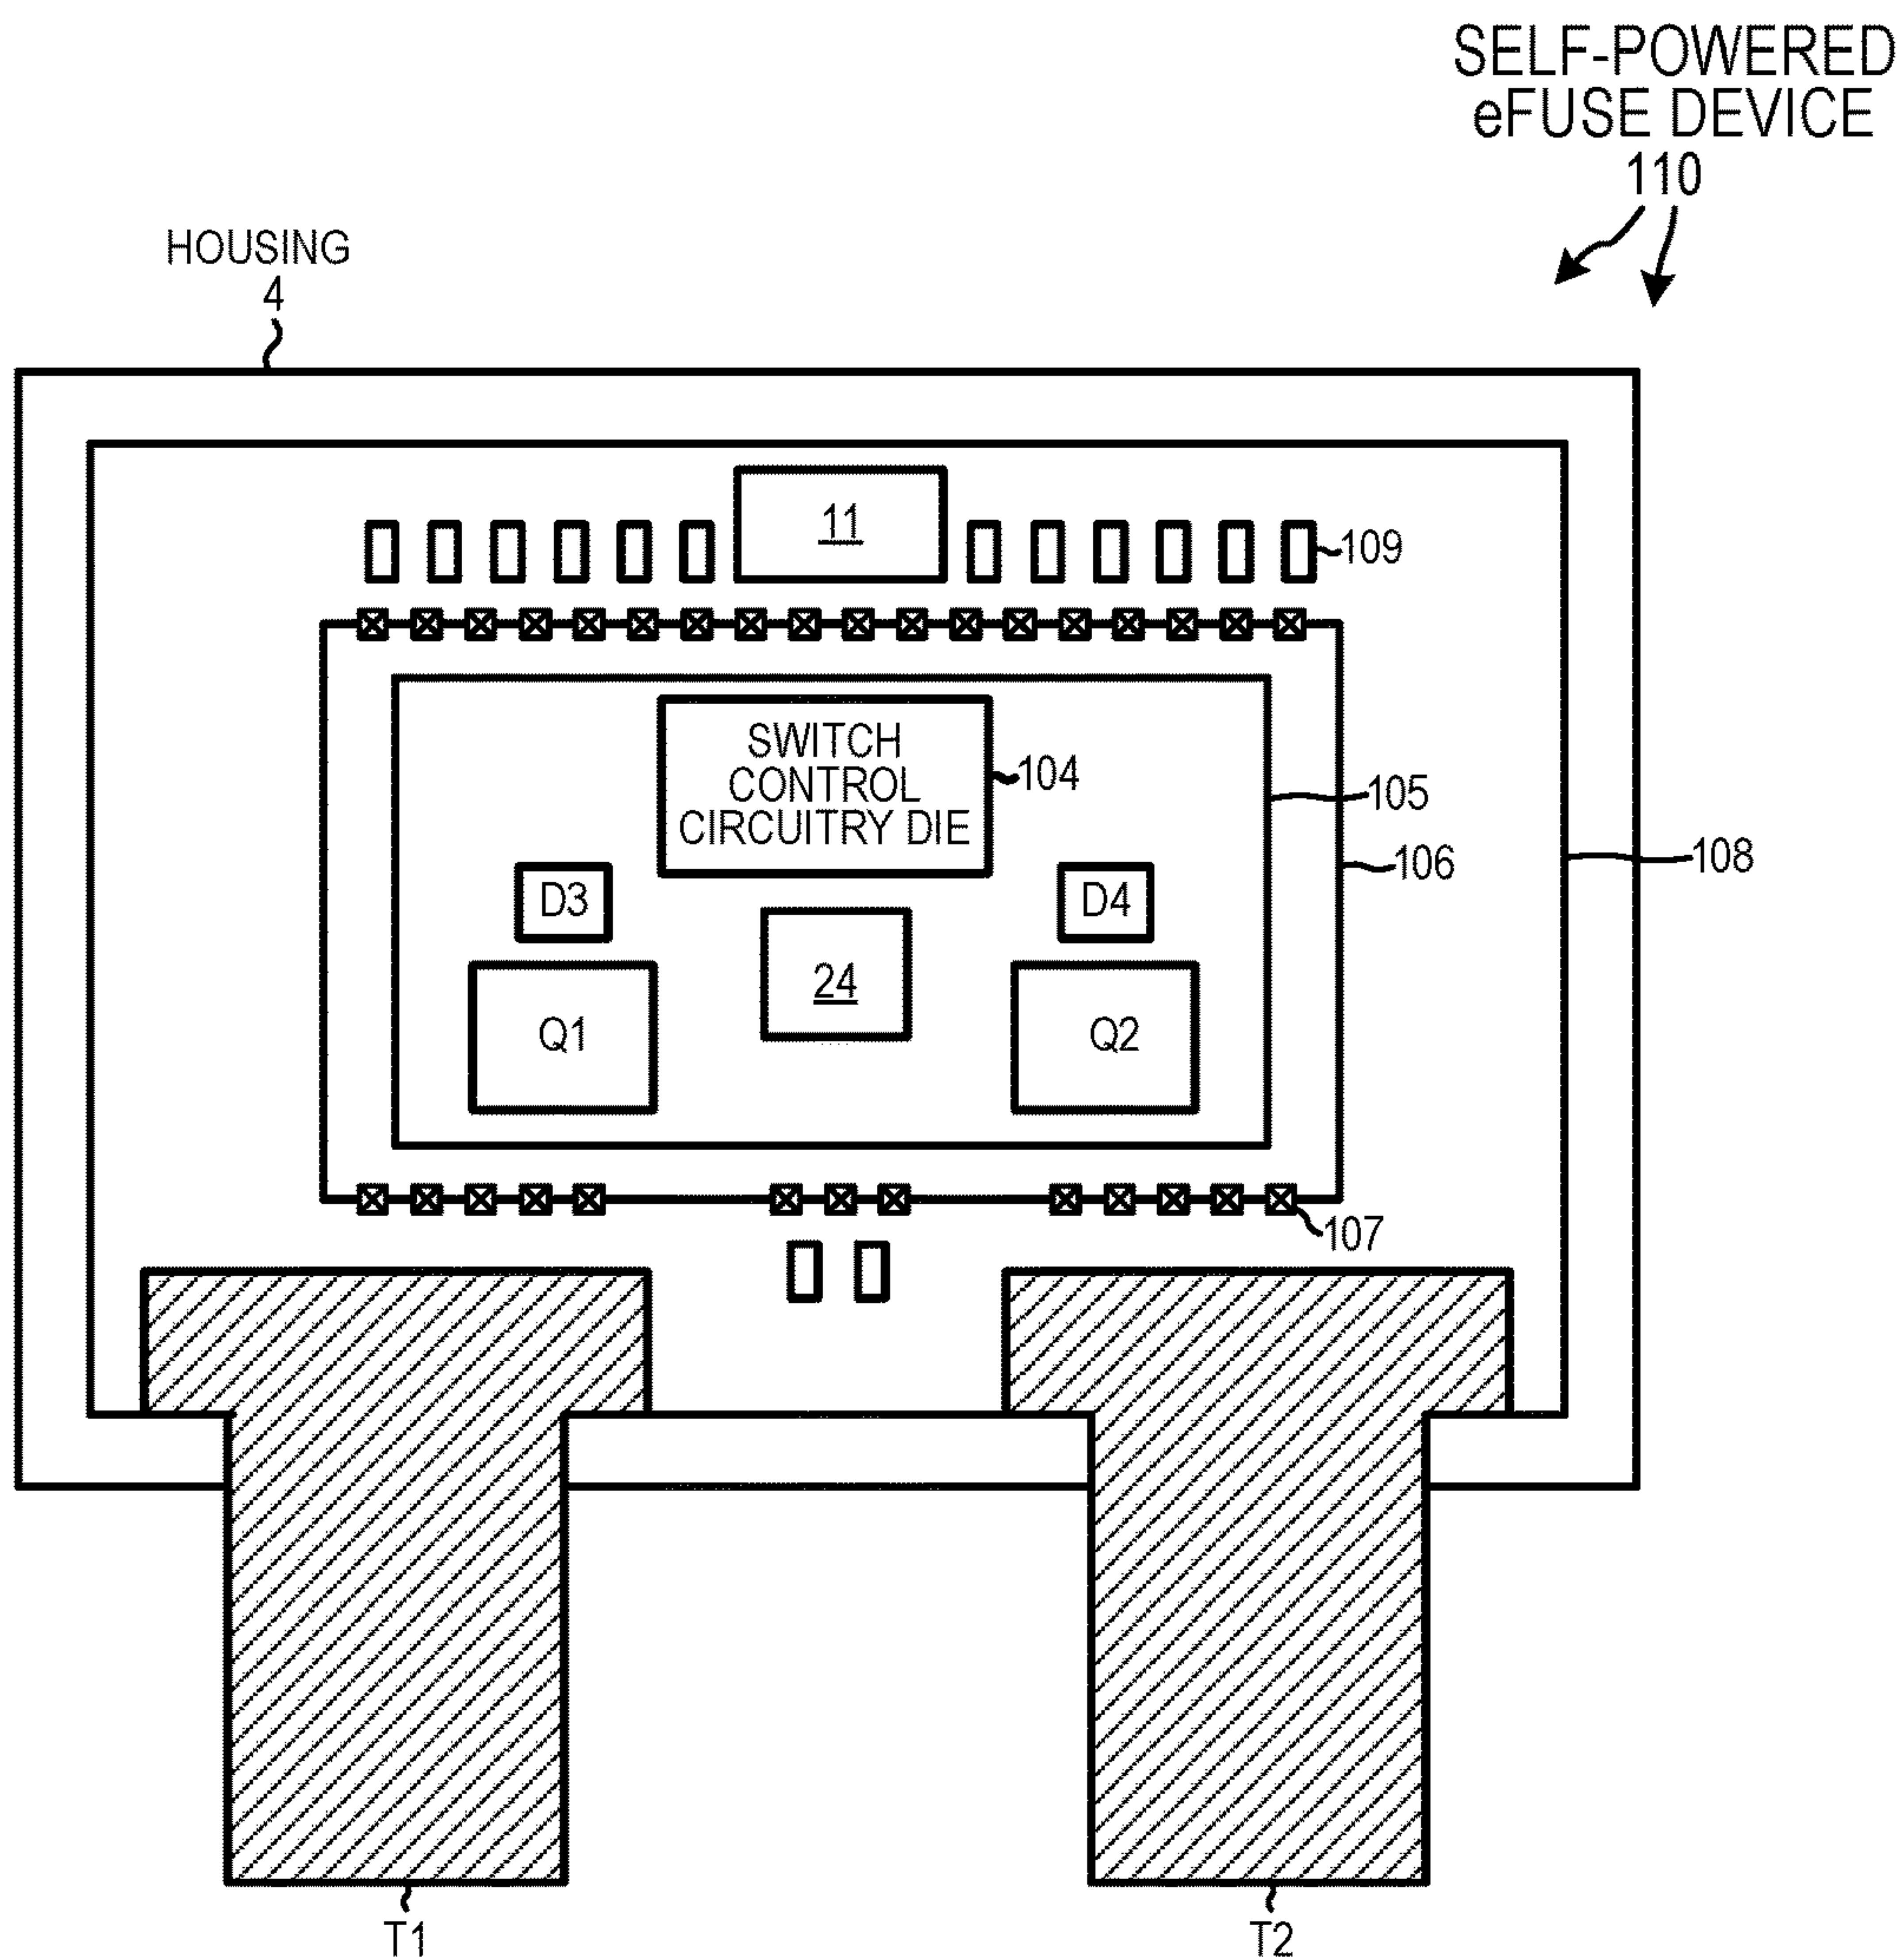 SELF-POWERED
eFUSE DEVICE
110
HOUSING
4
11
109
SWITCH
CONTROL
CIRCUITRY DIE
104
105
106
108
D3
D4
24
Q1
Q2
107
T1
T2